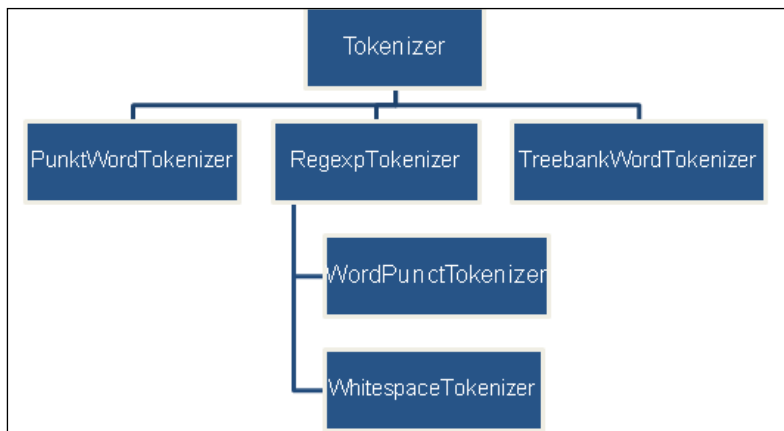 Tokenizer
PunktWordTokenizer
RegexpTokenizer
TreebankWordTokenizer
WordPunctTokenizer
WhitespaceTokenizer